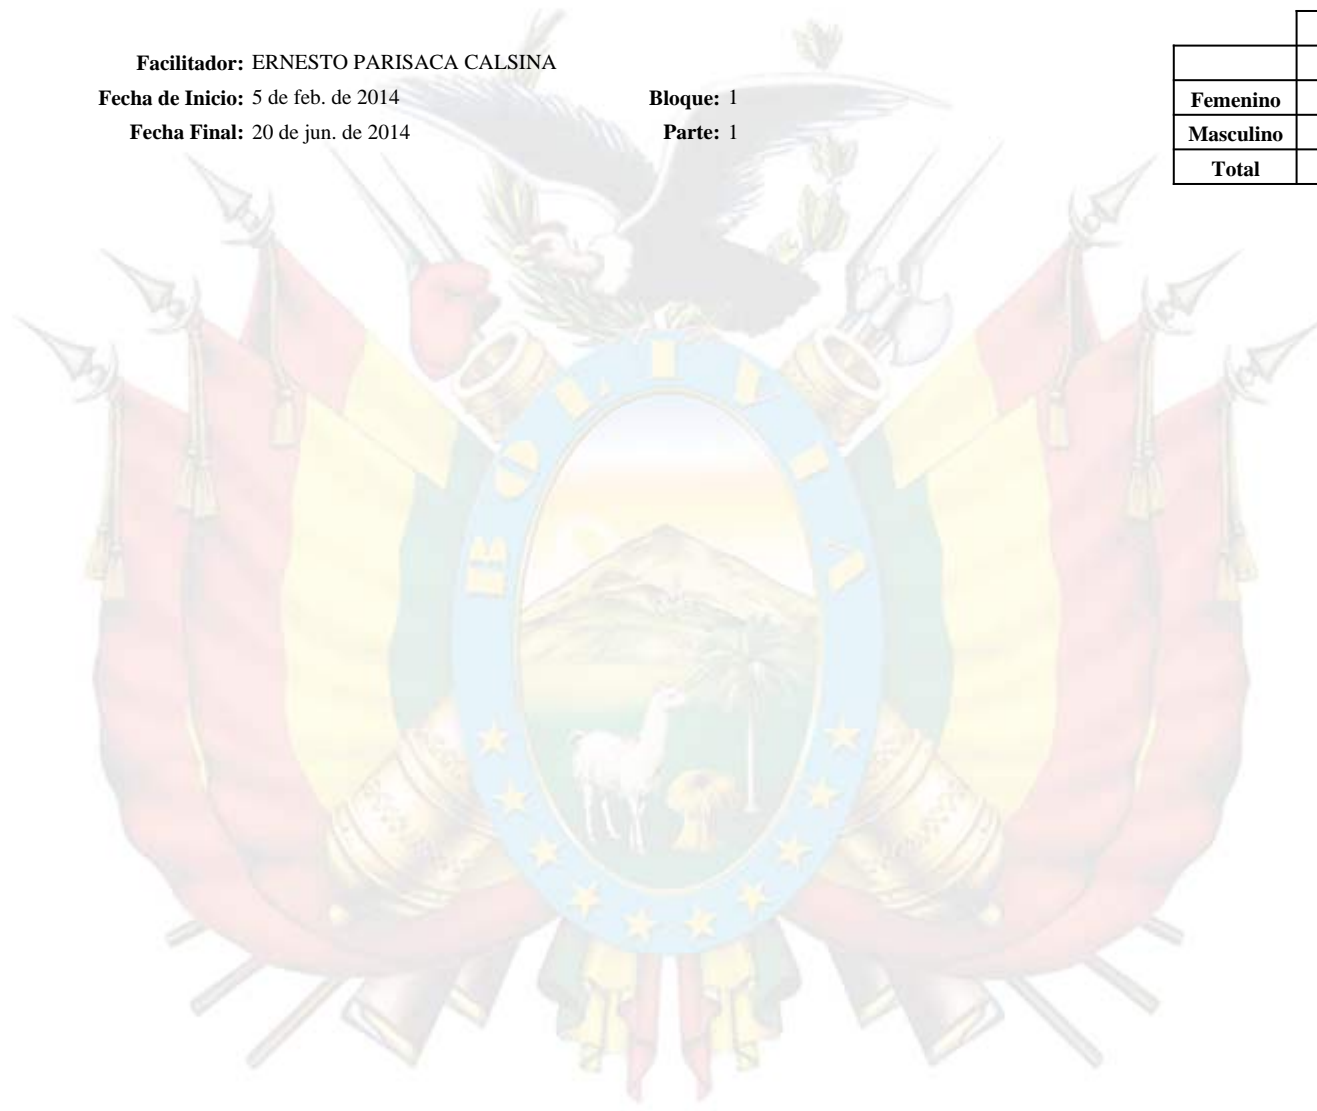 Facilitador: ERNESTO PARISACA CALSINA
Fecha de Inicio: 5 de feb. de 2014 Bloque: 1
Fecha Final: 20 de jun. de 2014 Parte: 1
Femenino
Masculino
Total
BOLIVIA